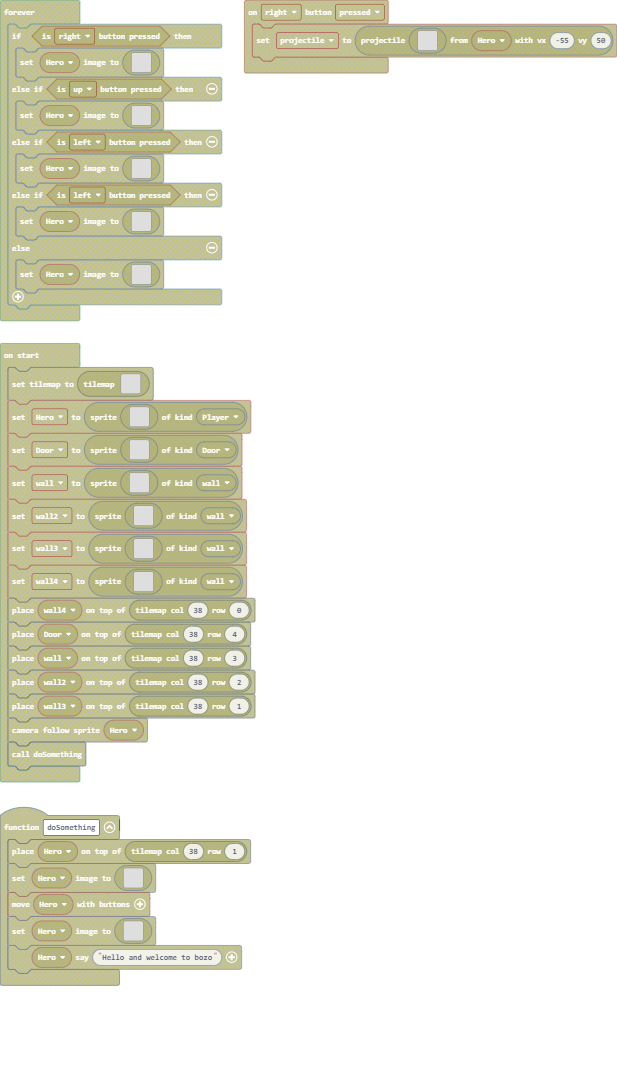 forever
if is right button pressed then
set Hero image to
else if is up button pressed then
set Hero image to
else if is left button pressed then
set Hero image to
else if is left button pressed then
set Hero image to
else
set Hero image to
on right button pressed
set projectile to projectile from Hero with vx -55 vy 50
on start
set tilemap to tilemap
set Hero to sprite of kind Player
set Door to sprite of kind Door
set wall to sprite of kind wall
set wall2 to sprite of kind wall
set wall3 to sprite of kind wall
set wall4 to sprite of kind wall
place wall4 on top of tilemap col 38 row 0
place Door on top of tilemap col 38 row 4
place wall on top of tilemap col 38 row 3
place wall2 on top of tilemap col 38 row 2
place wall3 on top of tilemap col 38 row 1
camera follow sprite Hero
call doSomething
function doSomething
place Hero on top of tilemap col 38 row 1
set Hero image to
move Hero with buttons
set Hero image to
Hero say "Hello and welcome to bozo"